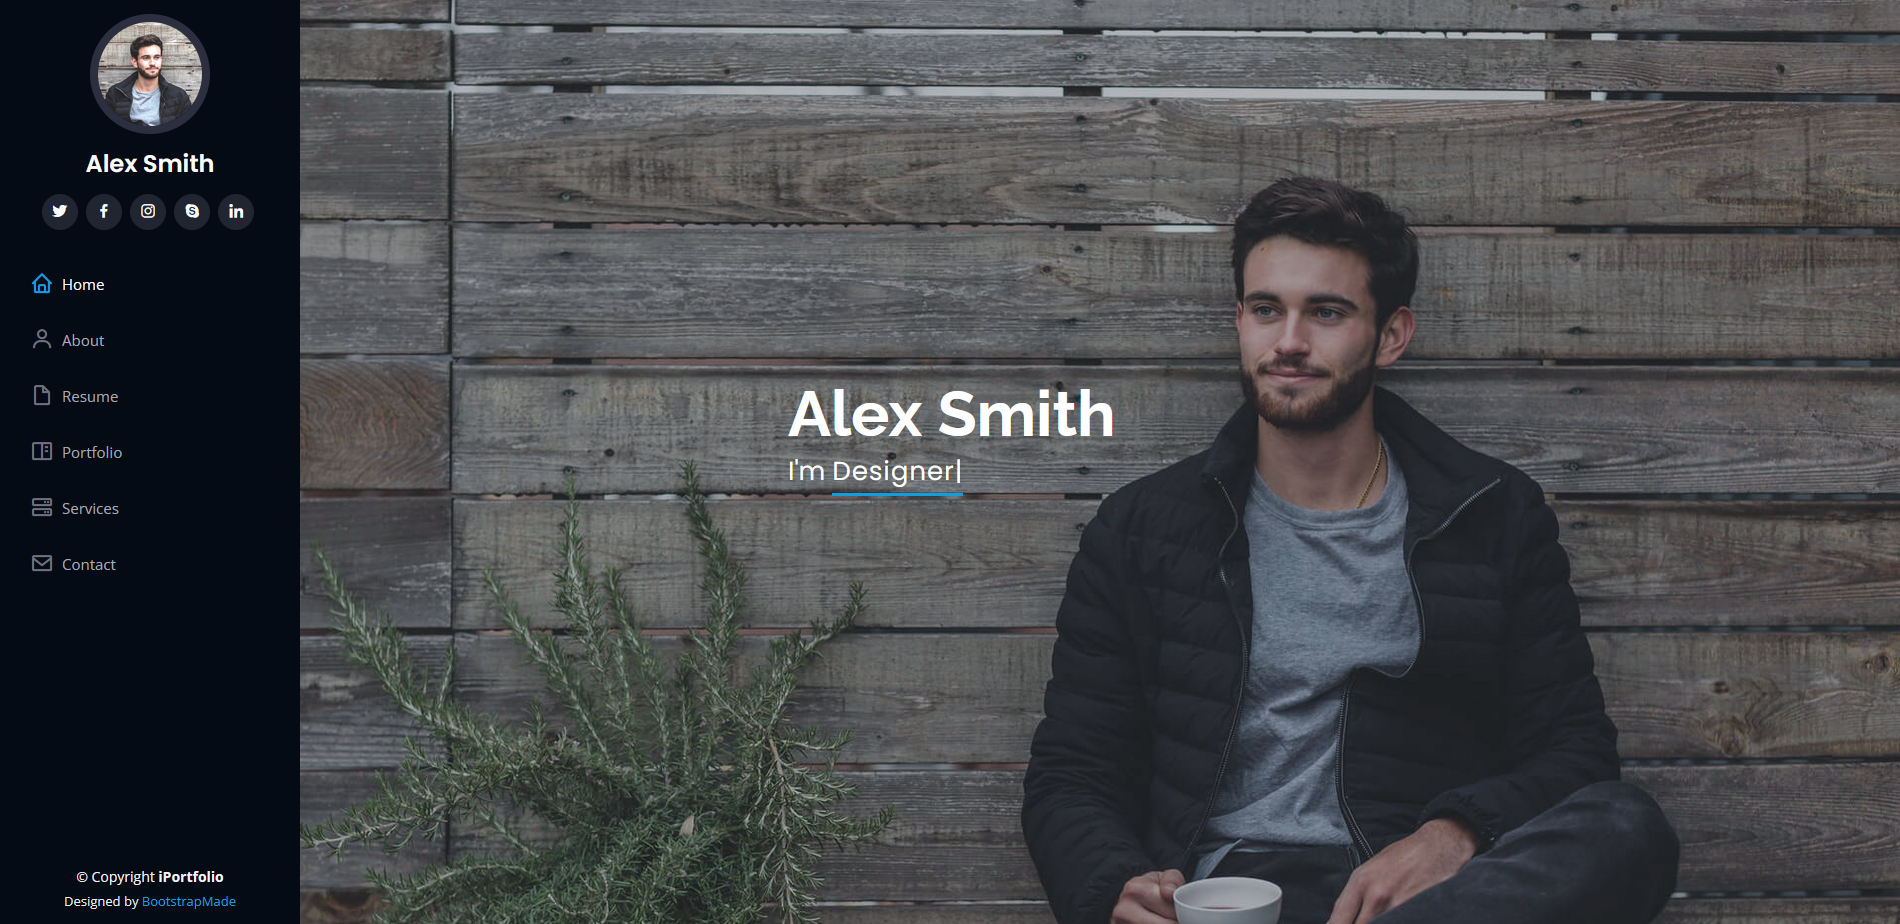 Alex Smith
Home
About
Resume
Portfolio
Services
Contact
© Copyright iPortfolio
Designed by BootstrapMade
Alex Smith
I'm Designer|